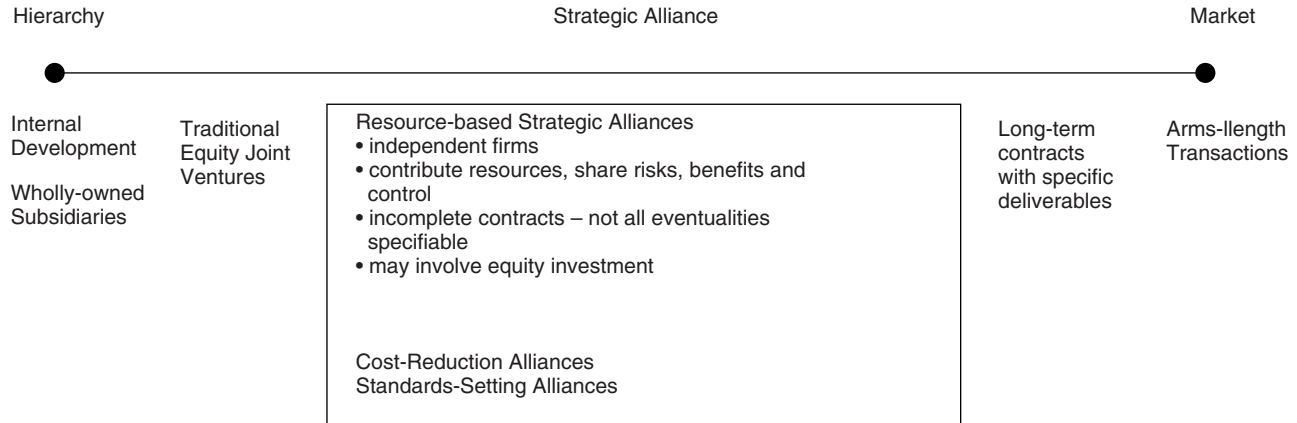 Hierarchy
Strategic Alliance
Market
Internal
Development
Wholly-owned
Subsidiaries
Traditional
Equity Joint
Ventures
Resource-based Strategic Alliances
• independent firms
• contribute resources, share risks, benefits and
control
• incomplete contracts – not all eventualities
specifiable
• may involve equity investment
Cost-Reduction Alliances
Standards-Setting Alliances
Long-term
contracts
with specific
deliverables
Arms-llength
Transactions